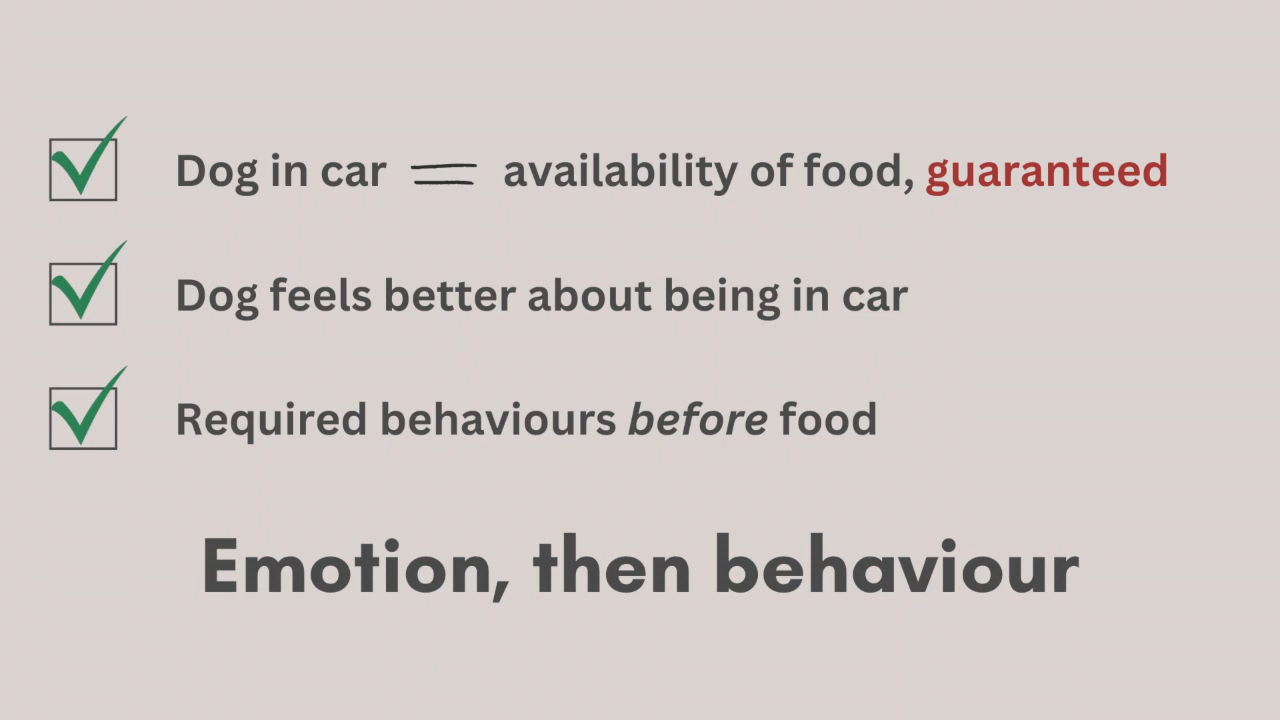 Dog in car = availability of food, guaranteed
Dog feels better about being in car
Required behaviours before food
Emotion, then behaviour